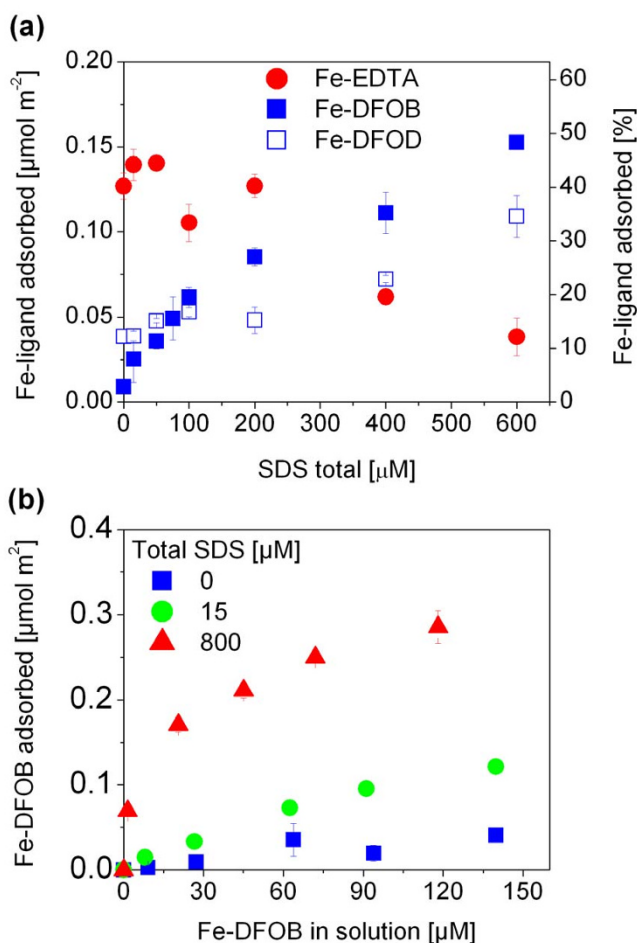 (a)
Fe-ligand adsorbed [µmol m⁻²]
0.20
0.15
0.10
0.05
0.00
Fe-EDTA
Fe-DFOB
Fe-DFOD
60
50
40
30
20
10
0
Fe-ligand adsorbed [%]
0 100 200 300 400 500 600
SDS total [µM]
(b)
Fe-DFOB adsorbed [µmol m²]
0.4
0.3
0.2
0.1
0.0
Total SDS [µM]
0
15
800
0 30 60 90 120 150
Fe-DFOB in solution [µM]